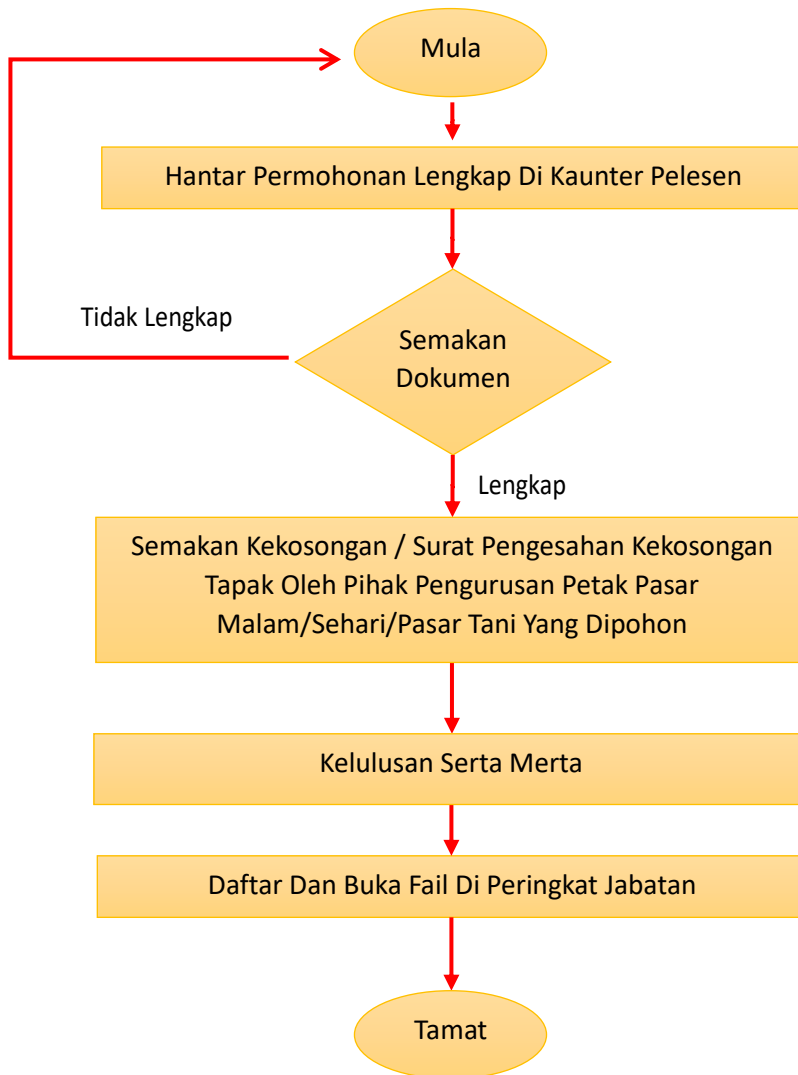 Mula
Hantar Permohonan Lengkap Di Kaunter Pelesen
Tidak Lengkap
Semakan
Dokumen
Lengkap
Semakan Kekosongan / Surat Pengesahan Kekosongan
Tapak Oleh Pihak Pengurusan Petak Pasar
Malam/Sehari/Pasar Tani Yang Dipohon
Kelulusan Serta Merta
Daftar Dan Buka Fail Di Peringkat Jabatan
Tamat